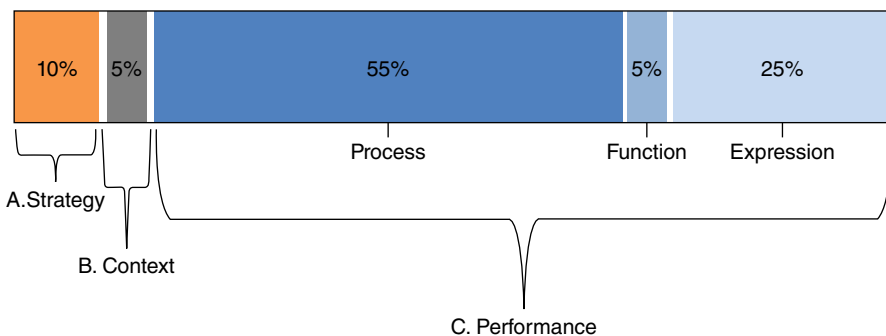 10%
5%
55%
5%
25%
Process
Function
Expression
A.Strategy
B. Context
C. Performance